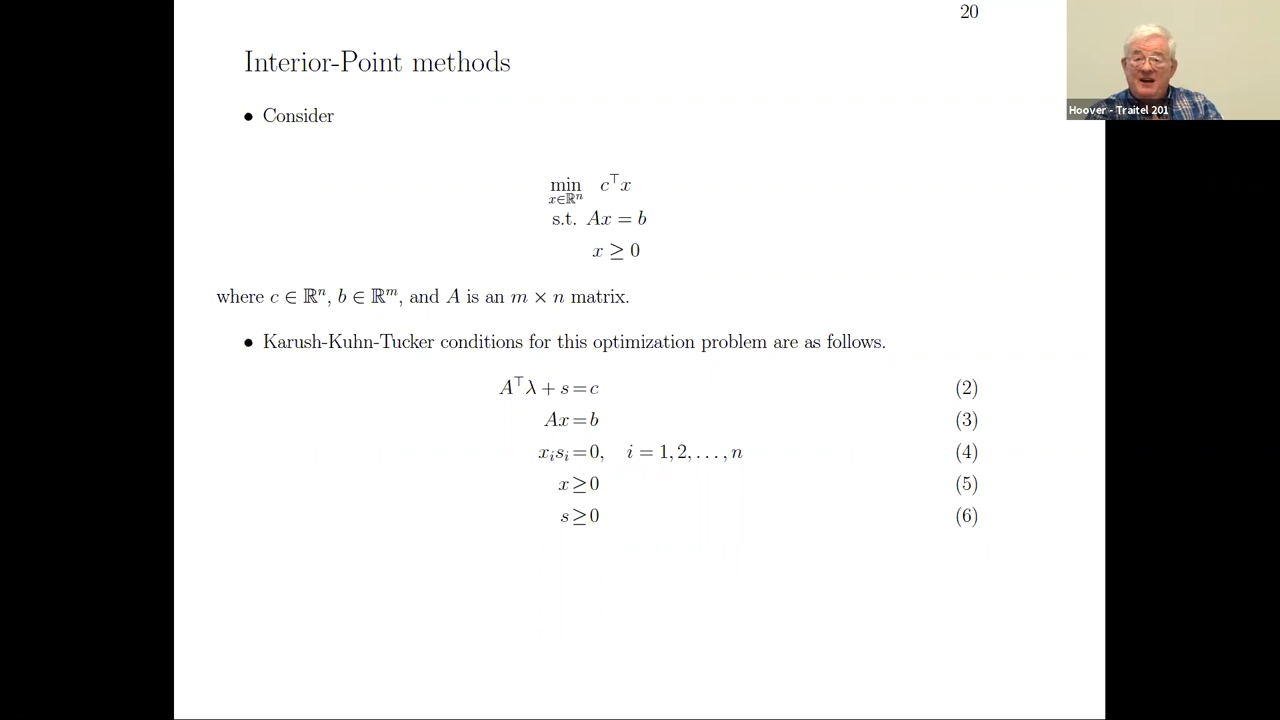 20
Interior-Point methods
• Consider
min c⊤x
x∈ℝⁿ
s.t. Ax = b
x ≥ 0
where c ∈ ℝⁿ, b ∈ ℝᵐ, and A is an m × n matrix.
• Karush-Kuhn-Tucker conditions for this optimization problem are as follows.
A⊤λ + s = c (2)
Ax = b (3)
xᵢsᵢ = 0, i = 1, 2, . . . , n (4)
x ≥ 0 (5)
s ≥ 0 (6)
Hoover - Traitel 201